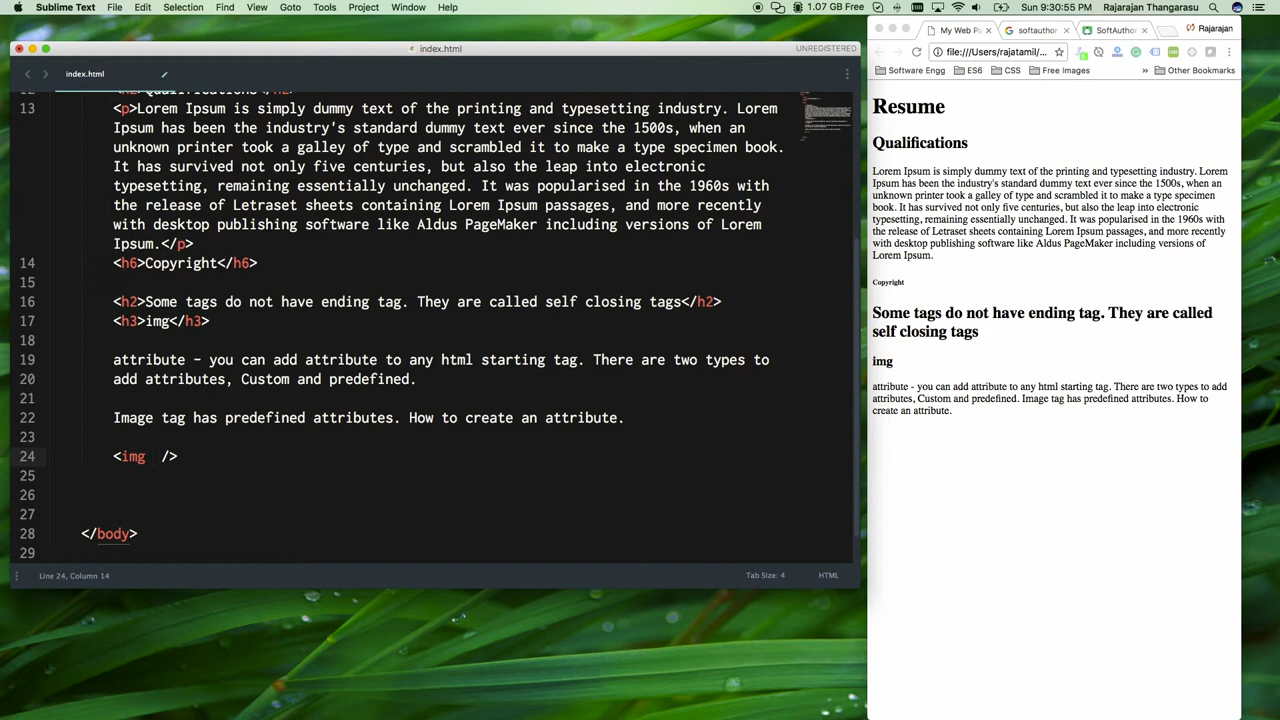 Sublime Text File Edit Selection Find View Goto Tools Project Window Help 1.07 GB Free Sun 9:30:55 PM Rajarajan Thangarasu
index.html UNREGISTERED
index.html
13 <p>Lorem Ipsum is simply dummy text of the printing and typesetting industry. Lorem
Ipsum has been the industry's standard dummy text ever since the 1500s, when an
unknown printer took a galley of type and scrambled it to make a type specimen book.
It has survived not only five centuries, but also the leap into electronic
typesetting, remaining essentially unchanged. It was popularised in the 1960s with
the release of Letraset sheets containing Lorem Ipsum passages, and more recently
with desktop publishing software like Aldus PageMaker including versions of Lorem
Ipsum.</p>
14 <h6>Copyright</h6>
15
16 <h2>Some tags do not have ending tag. They are called self closing tags</h2>
17 <h3>img</h3>
18
19 attribute - you can add attribute to any html starting tag. There are two types to
20 add attributes, Custom and predefined.
21
22 Image tag has predefined attributes. How to create an attribute.
23
24 <img />
25
26
27
28 </body>
29
Line 24, Column 14 Tab Size: 4 HTML
My Web Pa softauthor SoftAuthor Rajarajan
file:///Users/rajatamil/...
Software Engg ES6 CSS Free Images » Other Bookmarks
Resume
Qualifications
Lorem Ipsum is simply dummy text of the printing and typesetting industry. Lorem
Ipsum has been the industry's standard dummy text ever since the 1500s, when an
unknown printer took a galley of type and scrambled it to make a type specimen
book. It has survived not only five centuries, but also the leap into electronic
typesetting, remaining essentially unchanged. It was popularised in the 1960s with
the release of Letraset sheets containing Lorem Ipsum passages, and more recently
with desktop publishing software like Aldus PageMaker including versions of
Lorem Ipsum.
Copyright
Some tags do not have ending tag. They are called
self closing tags
img
attribute - you can add attribute to any html starting tag. There are two types to add
attributes, Custom and predefined. Image tag has predefined attributes. How to
create an attribute.